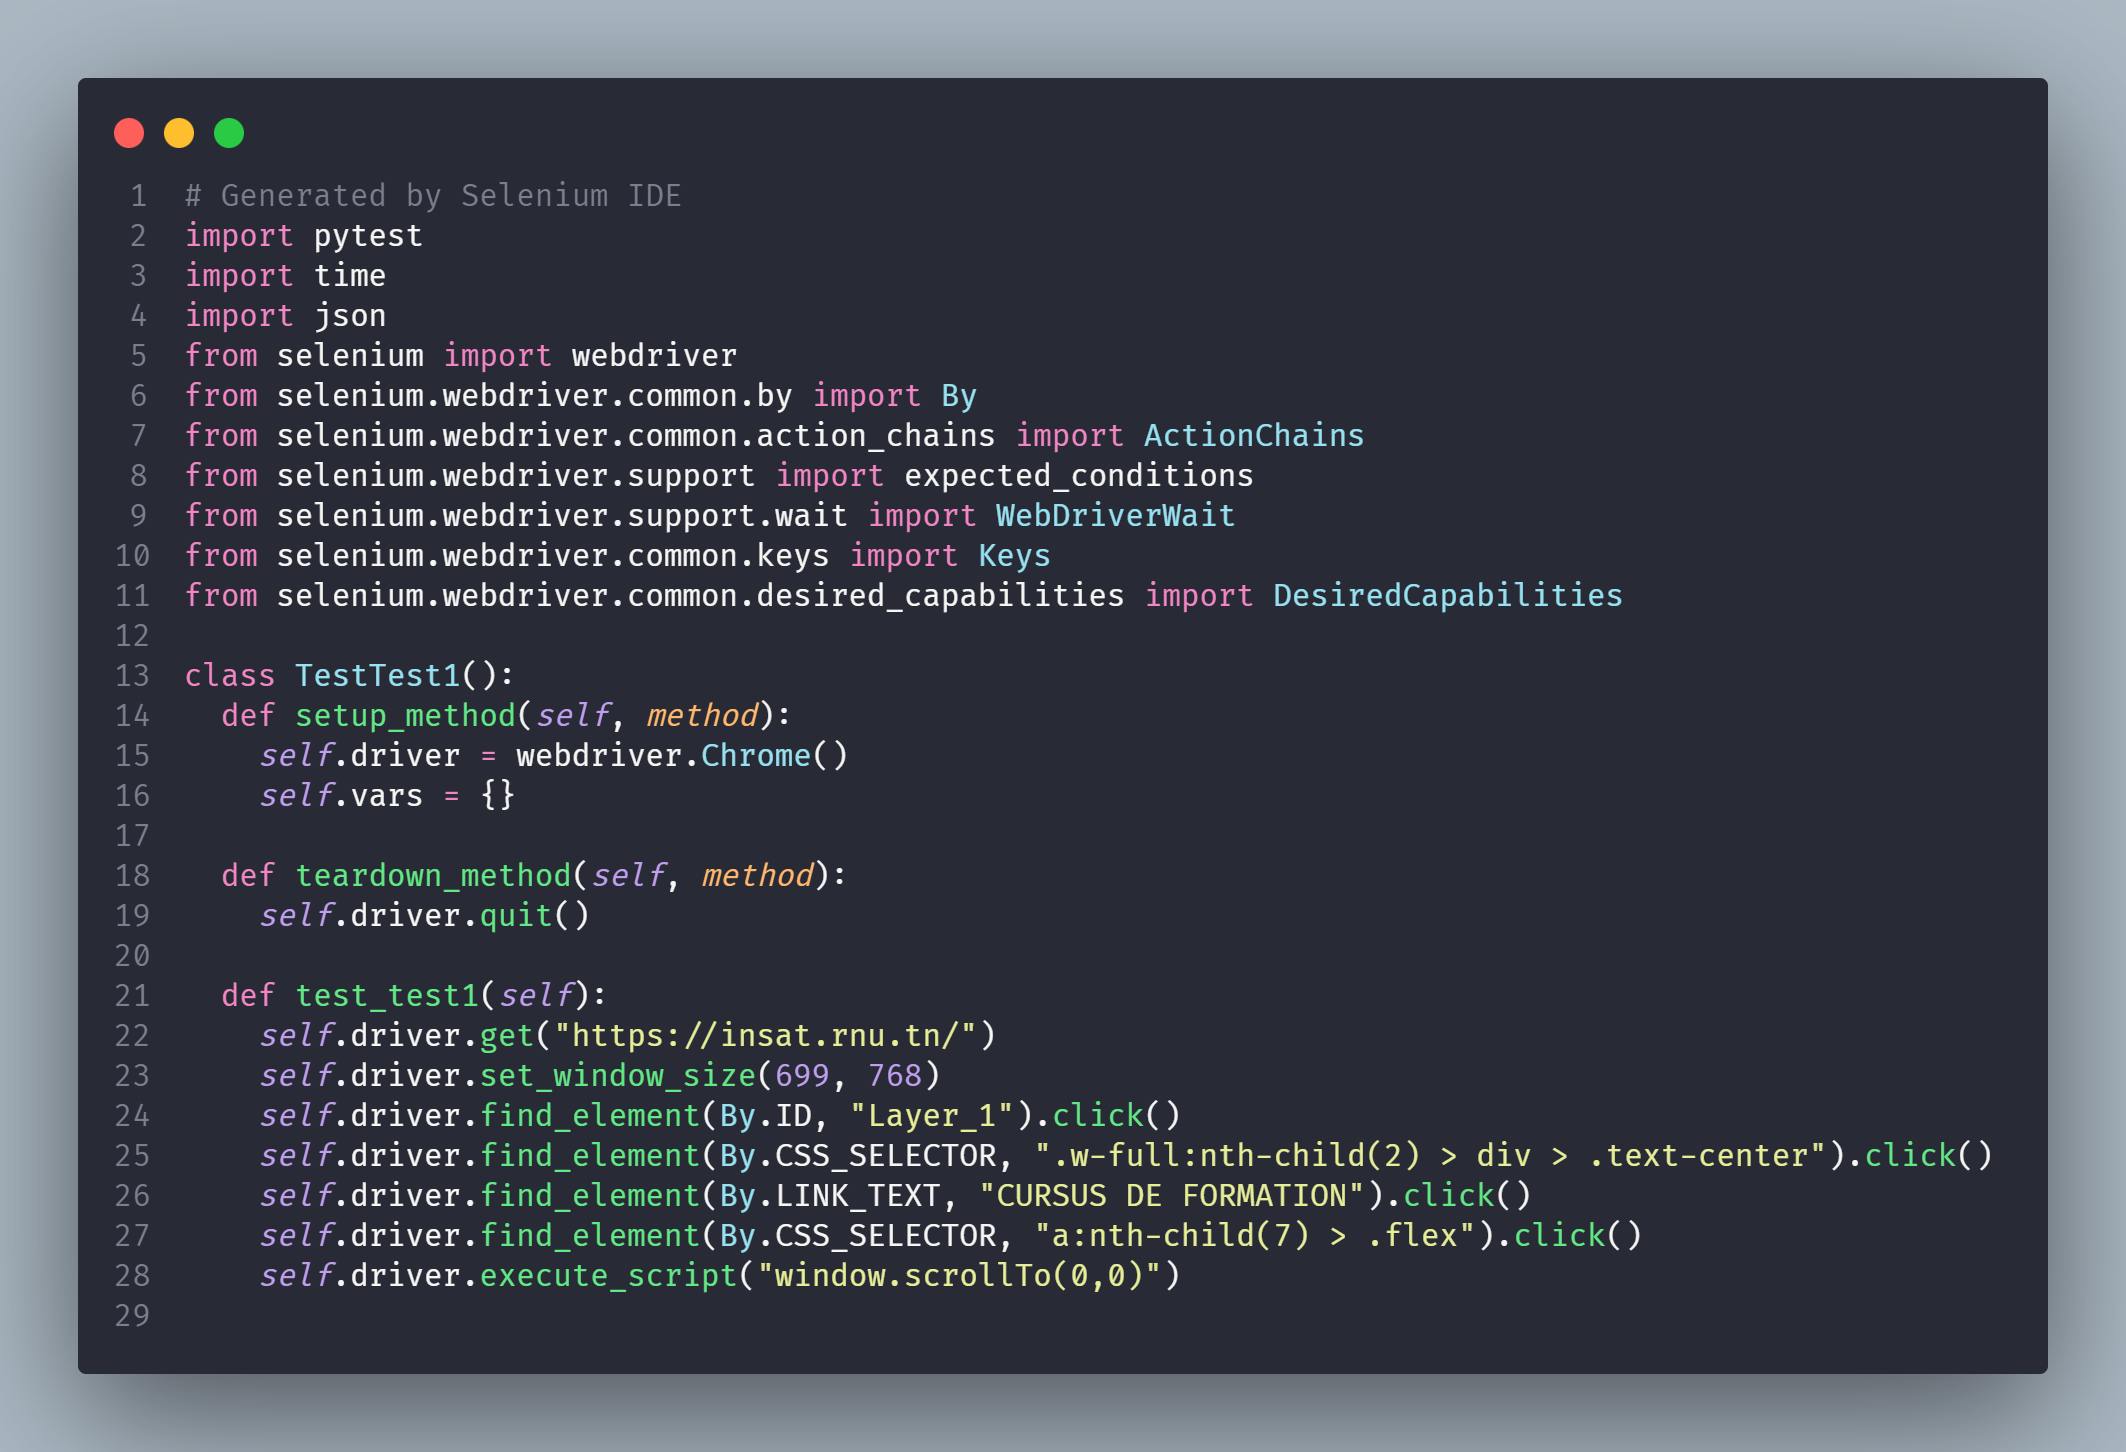 1 # Generated by Selenium IDE
2 import pytest
3 import time
4 import json
5 from selenium import webdriver
6 from selenium.webdriver.common.by import By
7 from selenium.webdriver.common.action_chains import ActionChains
8 from selenium.webdriver.support import expected_conditions
9 from selenium.webdriver.support.wait import WebDriverWait
10 from selenium.webdriver.common.keys import Keys
11 from selenium.webdriver.common.desired_capabilities import DesiredCapabilities
12
13 class TestTest1():
14   def setup_method(self, method):
15     self.driver = webdriver.Chrome()
16     self.vars = {}
17
18   def teardown_method(self, method):
19     self.driver.quit()
20
21   def test_test1(self):
22     self.driver.get("https://insat.rnu.tn/")
23     self.driver.set_window_size(699, 768)
24     self.driver.find_element(By.ID, "Layer_1").click()
25     self.driver.find_element(By.CSS_SELECTOR, ".w-full:nth-child(2) > div > .text-center").click()
26     self.driver.find_element(By.LINK_TEXT, "CURSUS DE FORMATION").click()
27     self.driver.find_element(By.CSS_SELECTOR, "a:nth-child(7) > .flex").click()
28     self.driver.execute_script("window.scrollTo(0,0)")
29